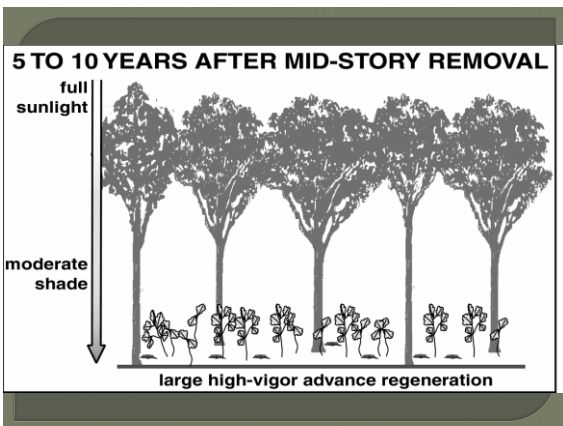 5 TO 10 YEARS AFTER MID-STORY REMOVAL
full
sunlight
moderate
shade
large high-vigor advance regeneration